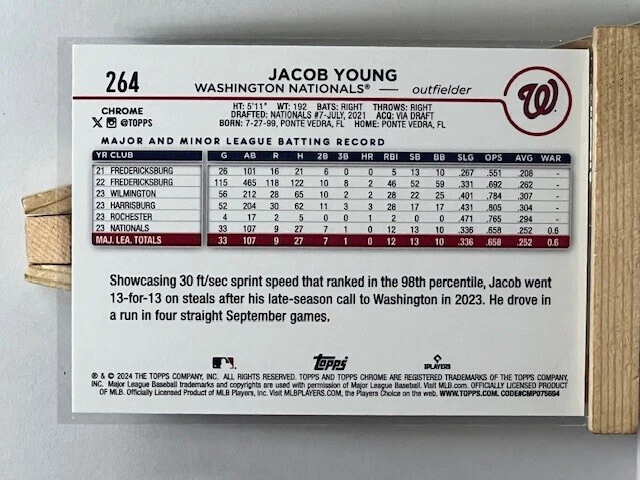 264
JACOB YOUNG
WASHINGTON NATIONALS® — outfielder
W
CHROME
X @TOPPS
HT: 5'11" WT: 192 BATS: RIGHT THROWS: RIGHT
DRAFTED: NATIONALS #7-JULY, 2021 ACQ: VIA DRAFT
BORN: 7-27-99, PONTE VEDRA, FL HOME: PONTE VEDRA, FL
MAJOR AND MINOR LEAGUE BATTING RECORD
YR CLUB G AB R H 2B 3B HR RBI SB BB SLG OPS AVG WAR
21 FREDERICKSBURG 26 101 16 21 6 0 0 5 13 10 .267 .551 .208 -
22 FREDERICKSBURG 115 465 118 122 10 8 2 46 52 59 .331 .692 .262 -
23 WILMINGTON 56 212 28 65 10 2 2 28 22 25 .401 .784 .307 -
23 HARRISBURG 52 204 30 62 11 3 3 28 17 17 .431 .805 .304 -
23 ROCHESTER 4 17 2 5 0 0 1 2 0 0 .471 .765 .294 -
23 NATIONALS 33 107 9 27 7 1 0 12 13 10 .336 .658 .252 0.6
MAJ. LEA. TOTALS 33 107 9 27 7 1 0 12 13 10 .336 .658 .252 0.6
Showcasing 30 ft/sec sprint speed that ranked in the 98th percentile, Jacob went
13-for-13 on steals after his late-season call to Washington in 2023. He drove in
a run in four straight September games.
topps
PLAYERS
® & © 2024 THE TOPPS COMPANY, INC. ALL RIGHTS RESERVED. TOPPS AND TOPPS CHROME ARE REGISTERED TRADEMARKS OF THE TOPPS COMPANY,
INC. Major League Baseball trademarks and copyrights are used with permission of Major League Baseball. Visit MLB.com. OFFICIALLY LICENSED PRODUCT
OF MLB. Officially Licensed Product of MLB Players, Inc. Visit MLBPLAYERS.COM, the Players Choice on the web. WWW.TOPPS.COM. CODE#CMP075694